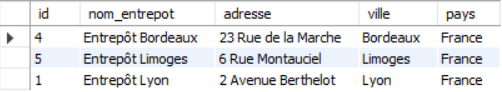 id nom_entrepot adresse ville pays
4 Entrepôt Bordeaux 23 Rue de la Marche Bordeaux France
5 Entrepôt Limoges 6 Rue Montauciel Limoges France
1 Entrepôt Lyon 2 Avenue Berthelot Lyon France